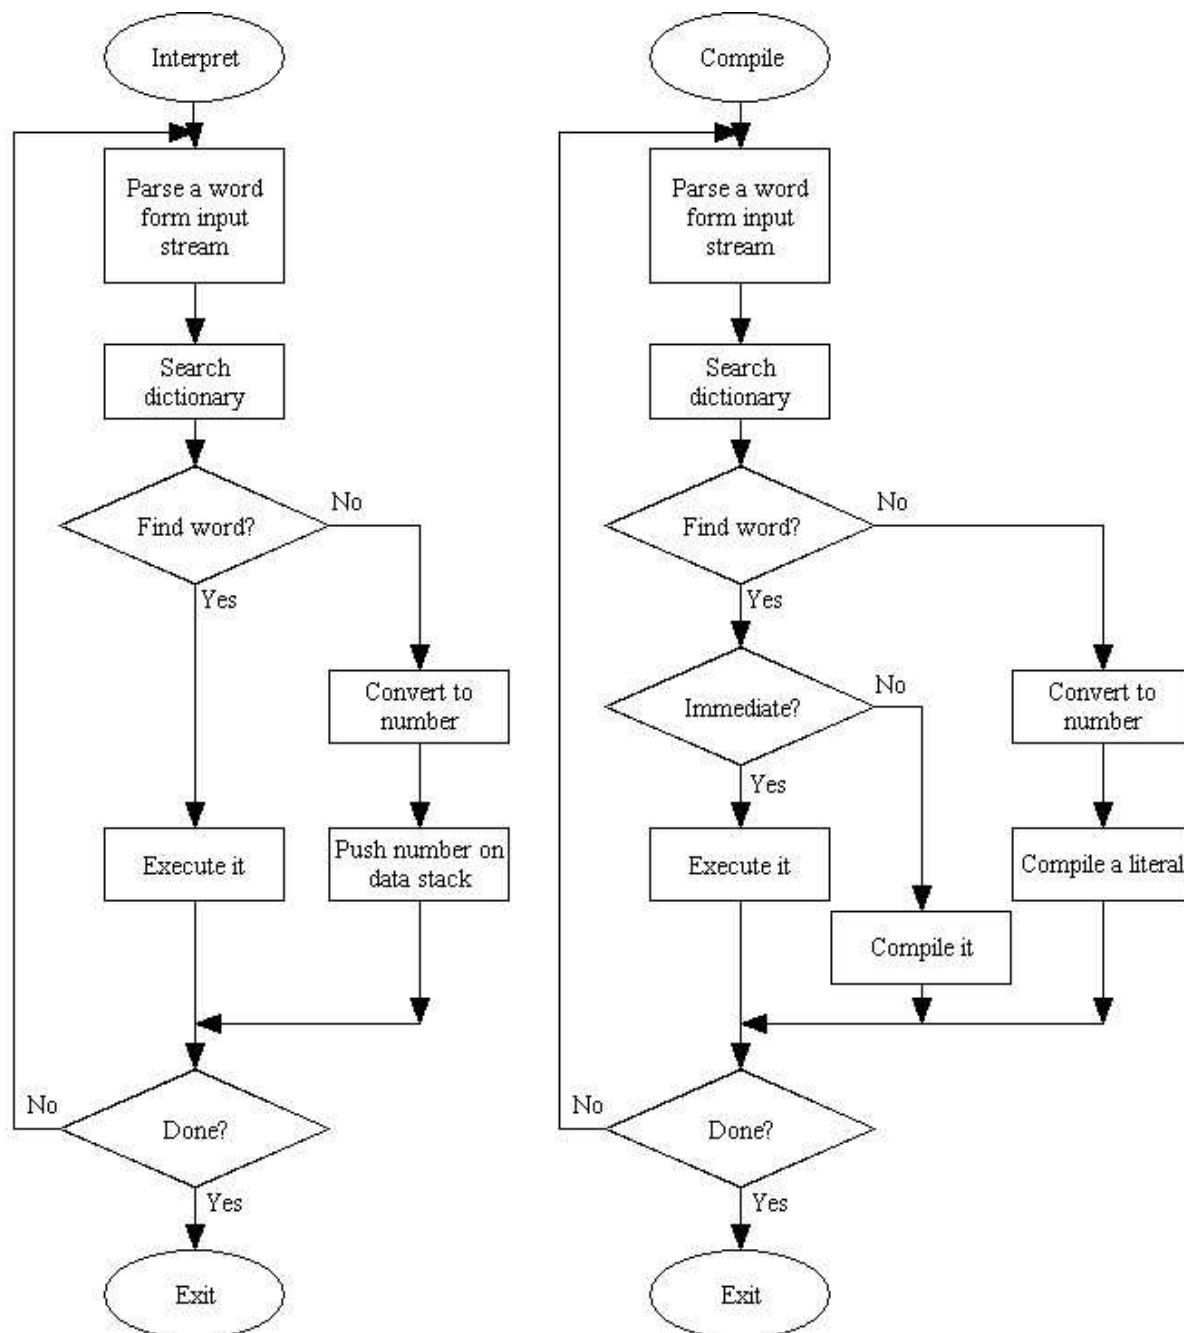 Interpret
Parse a word
form input
stream
Search
dictionary
Find word?
No
Yes
Convert to
number
Execute it
Push number on
data stack
No
Done?
Yes
Exit
Compile
Parse a word
form input
stream
Search
dictionary
Find word?
No
Yes
Immediate?
No
Convert to
number
Yes
Execute it
Compile a literal
Compile it
No
Done?
Yes
Exit